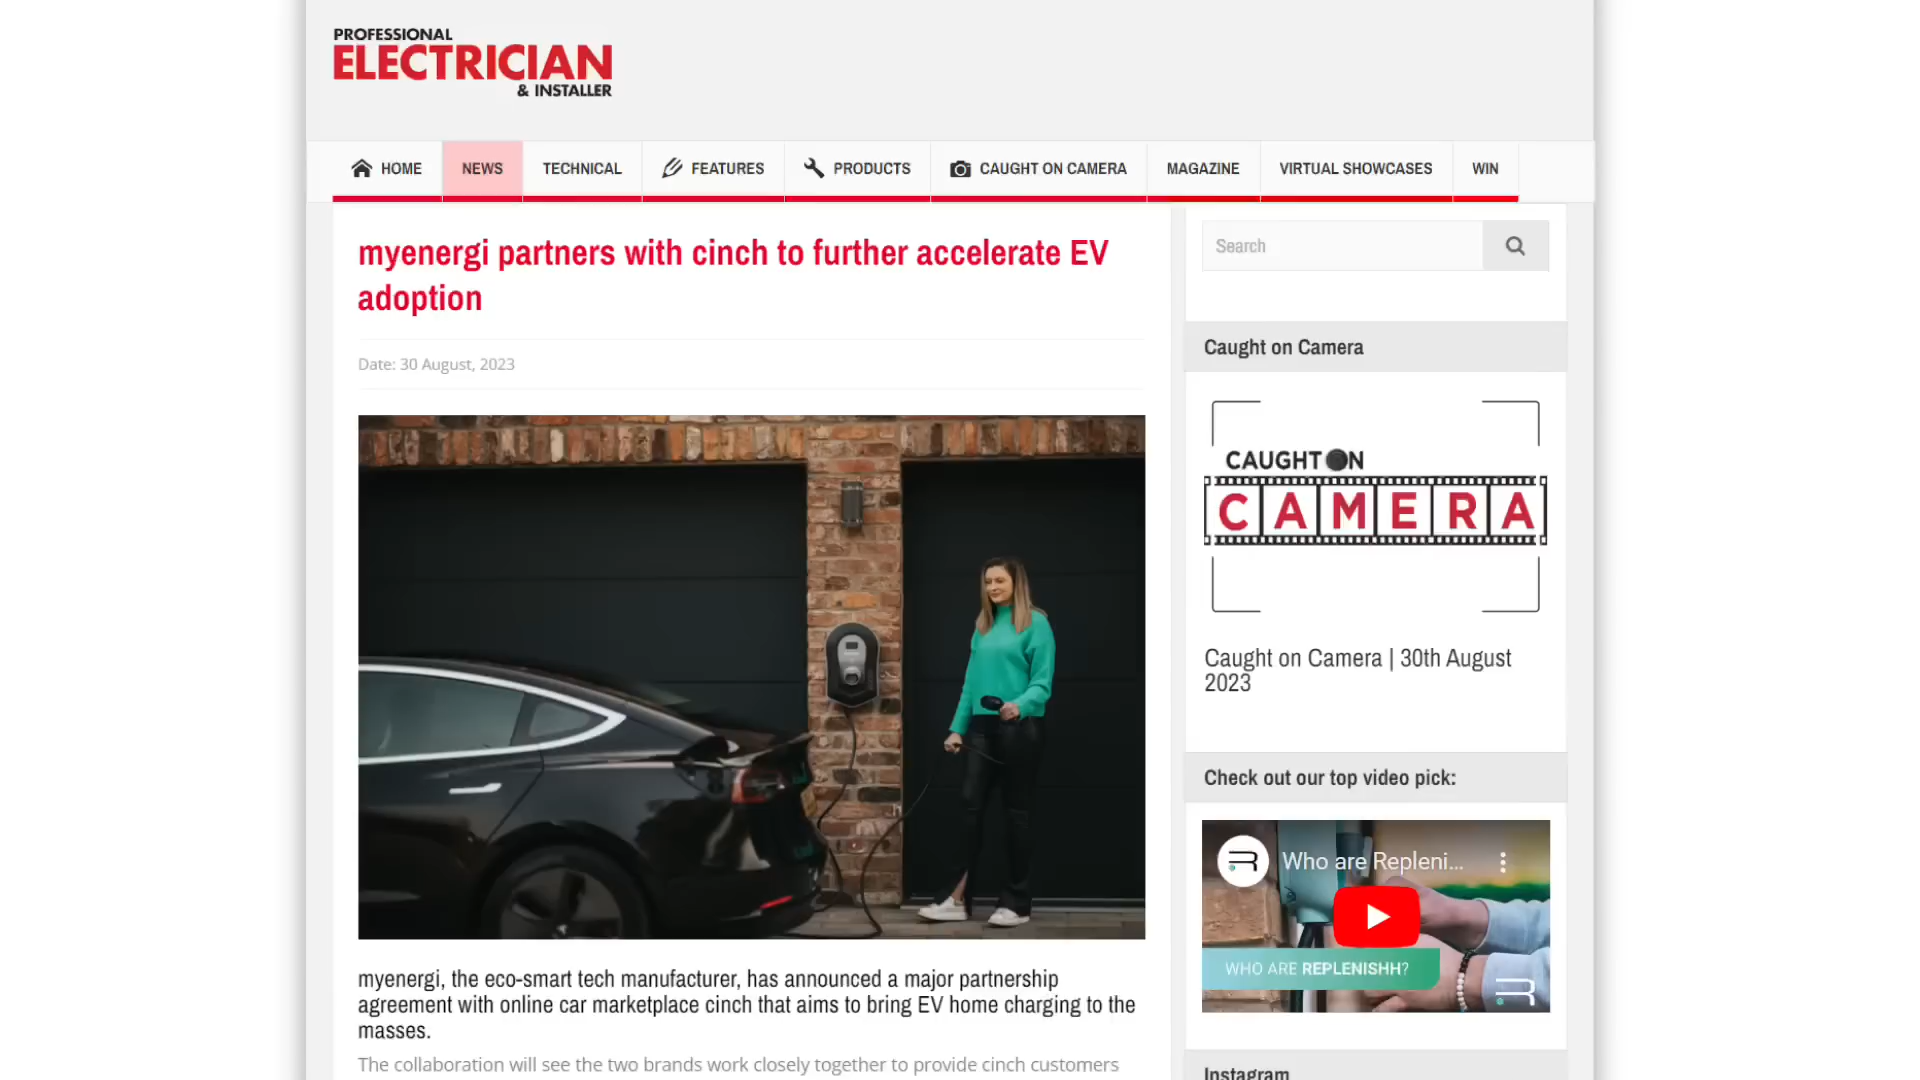 PROFESSIONAL
ELECTRICIAN
& INSTALLER
HOME
NEWS
TECHNICAL
FEATURES
PRODUCTS
CAUGHT ON CAMERA
MAGAZINE
VIRTUAL SHOWCASES
WIN
myenergi partners with cinch to further accelerate EV
adoption
Date: 30 August, 2023
myenergi, the eco-smart tech manufacturer, has announced a major partnership
agreement with online car marketplace cinch that aims to bring EV home charging to the
masses.
The collaboration will see the two brands work closely together to provide cinch customers
Search
Caught on Camera
CAUGHT ON
CAMERA
Caught on Camera | 30th August
2023
Check out our top video pick:
Who are Repleni...
WHO ARE REPLENISHH?
Instagram